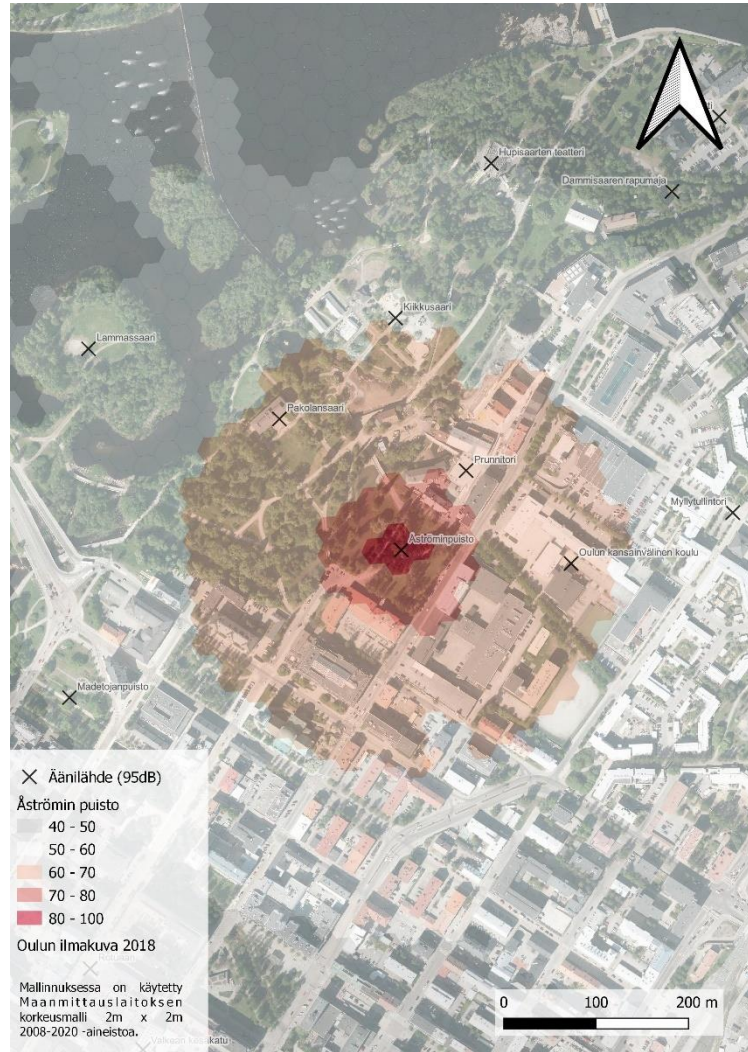 Hupisaarten teatteri
Dammisaaren rapumaja
Kiikkusaari
Lammassaari
Pakolansaari
Prunnitori
Myllytullintori
Åströminpuisto
Oulun kansainvälinen koulu
Madetojanpuisto
Äänilähde (95dB)
Åströmin puisto
40 - 50
50 - 60
60 - 70
70 - 80
80 - 100
Oulun ilmakuva 2018
Mallinnuksessa on käytetty
Maanmittauslaitoksen
korkeusmalli 2m x 2m
2008-2020 -aineistoa.
0 100 200 m